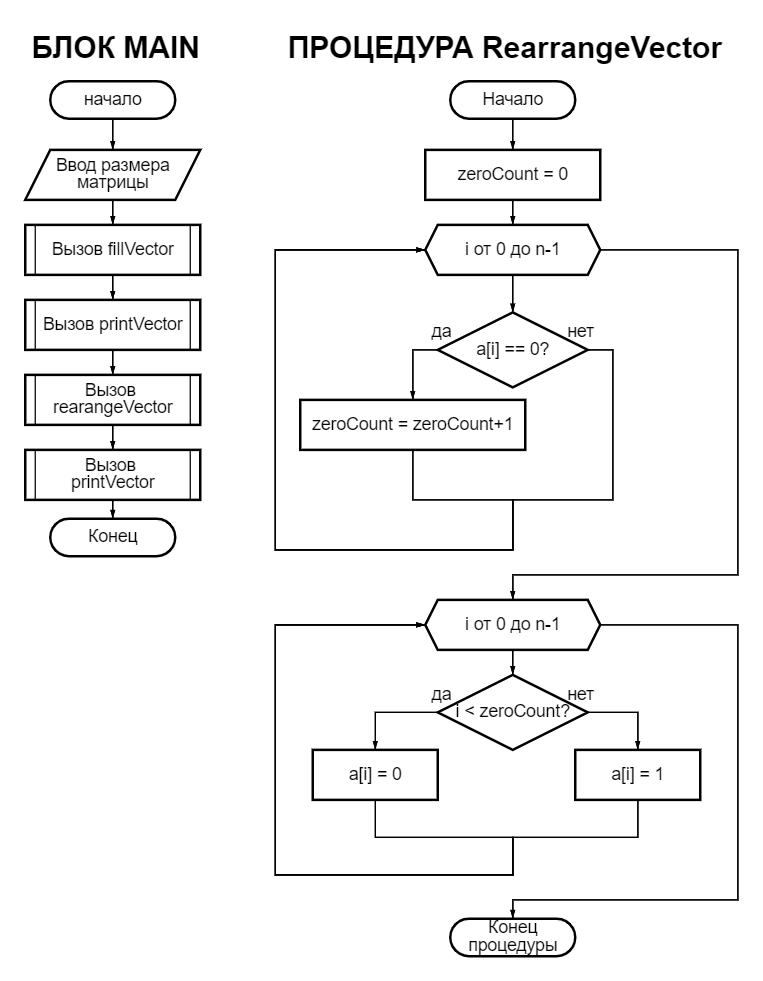 БЛОК MAIN
начало
Ввод размера
матрицы
Вызов fillVector
Вызов printVector
Вызов
rearangeVector
Вызов
printVector
Конец
ПРОЦЕДУРА RearrangeVector
Начало
zeroCount = 0
i от 0 до n-1
да
нет
a[i] == 0?
zeroCount = zeroCount+1
i от 0 до n-1
да
нет
i < zeroCount?
a[i] = 0
a[i] = 1
Конец
процедуры